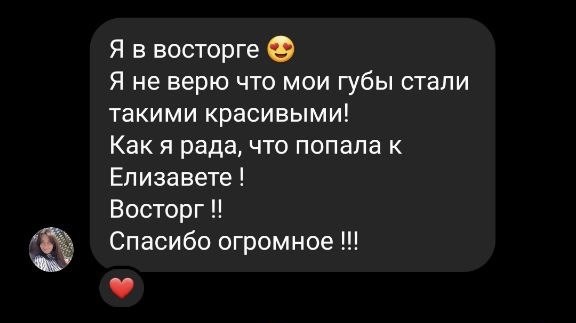 Я в восторге 😍
Я не верю что мои губы стали
такими красивыми!
Как я рада, что попала к
Елизавете !
Восторг !!
Спасибо огромное !!!